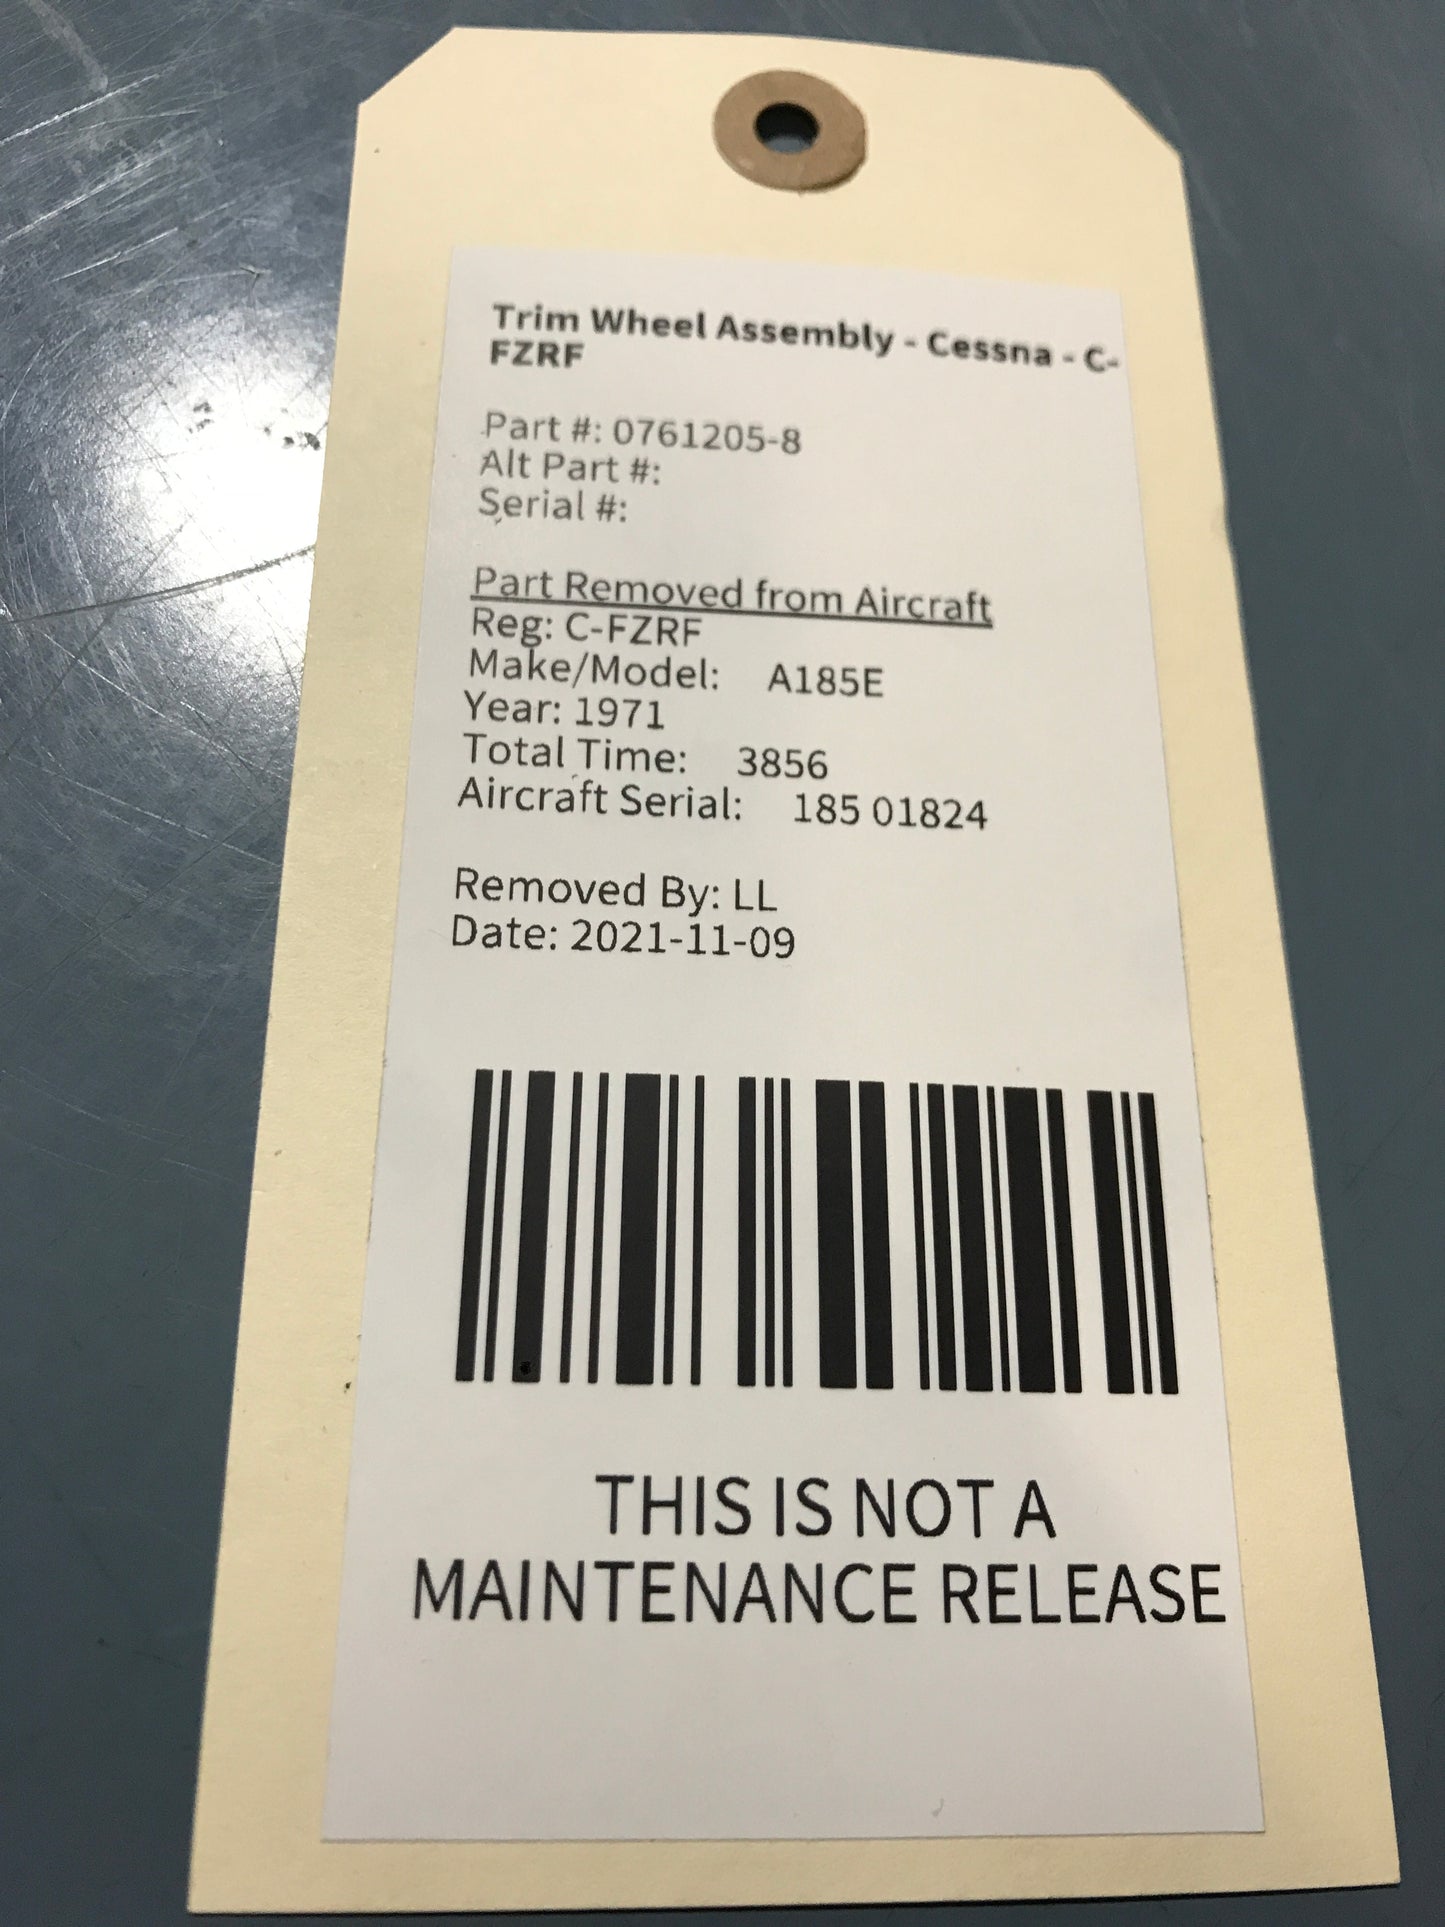 Trim Wheel Assembly - Cessna - C-
FZRF
Part #: 0761205-8
Alt Part #:
Serial #:
Part Removed from Aircraft
Reg: C-FZRF
Make/Model: A185E
Year: 1971
Total Time: 3856
Aircraft Serial: 185 01824
Removed By: LL
Date: 2021-11-09
THIS IS NOT A
MAINTENANCE RELEASE